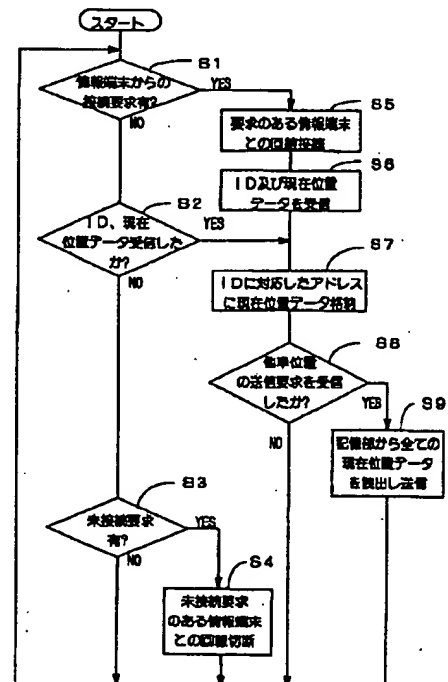 スタート
S1
情報端末からの
接続要求有?
YES
NO
S5
要求のある情報端末
との回線接続
S6
ID及び現在位置
データを受信
S2
ID、現在
位置データ受信した
か?
YES
NO
S7
IDに対応したアドレス
に現在位置データ格納
S8
他車位置
の送信要求を受信
したか?
YES
NO
S9
記憶部から全ての
現在位置データ
を読出し送信
S3
未接続要求
有?
YES
NO
S4
未接続要求
のある情報端末
との回線切断